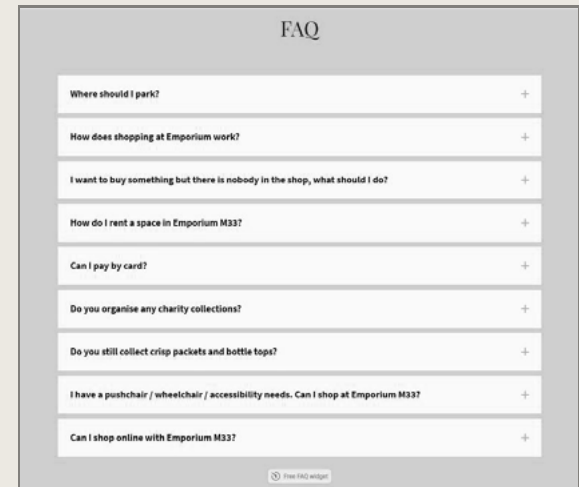 FAQ
Where should I park?
How does shopping at Emporium work?
I want to buy something but there is nobody in the shop, what should I do?
How do I rent a space in Emporium M33?
Can I pay by card?
Do you organise any charity collections?
Do you still collect crisp packets and bottle tops?
I have a pushchair / wheelchair / accessibility needs. Can I shop at Emporium M33?
Can I shop online with Emporium M33?
Free FAQ widget